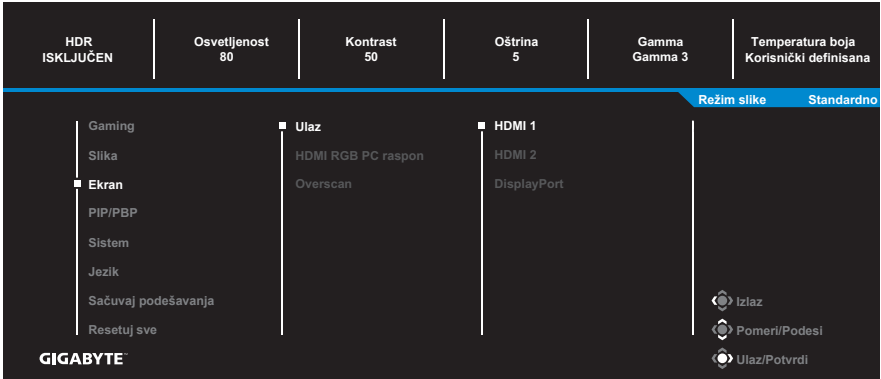 HDR
ISKLJUČEN
Osvetljenost
80
Kontrast
50
Oštrina
5
Gamma
Gamma 3
Temperatura boja
Korisnički definisana
Režim slike Standardno
Gaming
Slika
Ekran
PIP/PBP
Sistem
Jezik
Sačuvaj podešavanja
Resetuj sve
Ulaz
HDMI RGB PC raspon
Overscan
HDMI 1
HDMI 2
DisplayPort
Izlaz
Pomeri/Podesi
Ulaz/Potvrdi
GIGABYTE